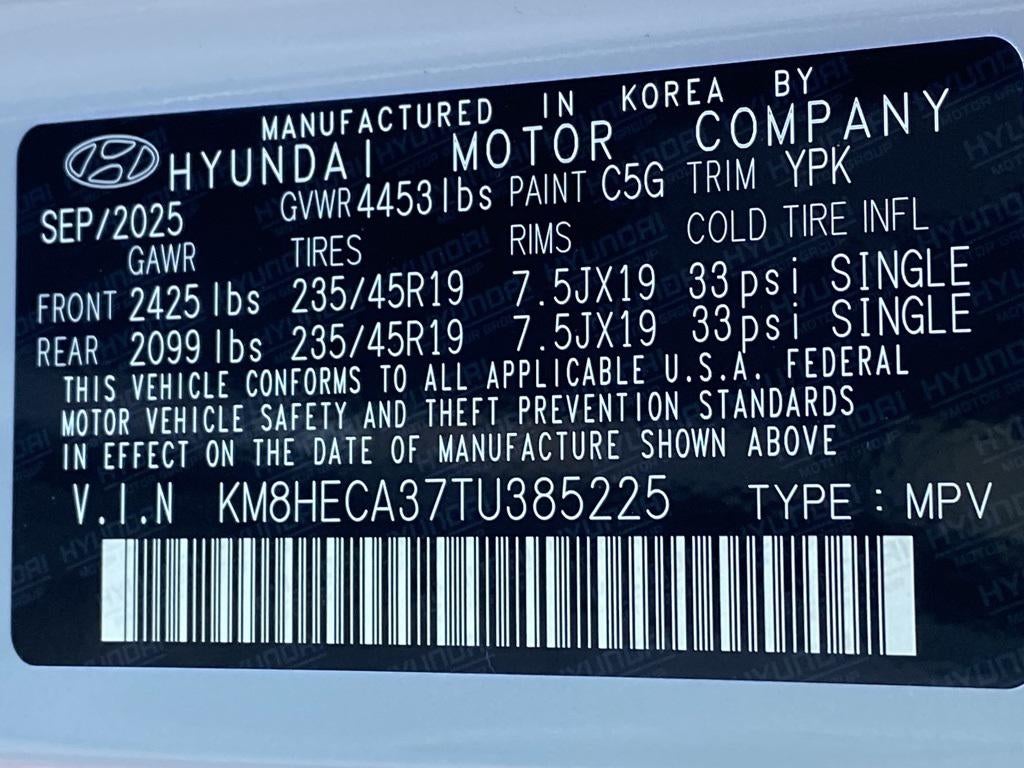 MANUFACTURED IN KOREA BY
HYUNDAI MOTOR COMPANY
SEP/2025 GVWR 4453 lbs PAINT C5G TRIM YPK
GAWR TIRES RIMS COLD TIRE INFL
FRONT 2425 lbs 235/45R19 7.5JX19 33psi SINGLE
REAR 2099 lbs 235/45R19 7.5JX19 33psi SINGLE
THIS VEHICLE CONFORMS TO ALL APPLICABLE U.S.A. FEDERAL
MOTOR VEHICLE SAFETY AND THEFT PREVENTION STANDARDS
IN EFFECT ON THE DATE OF MANUFACTURE SHOWN ABOVE
V.I.N KM8HECA37TU385225 TYPE : MPV